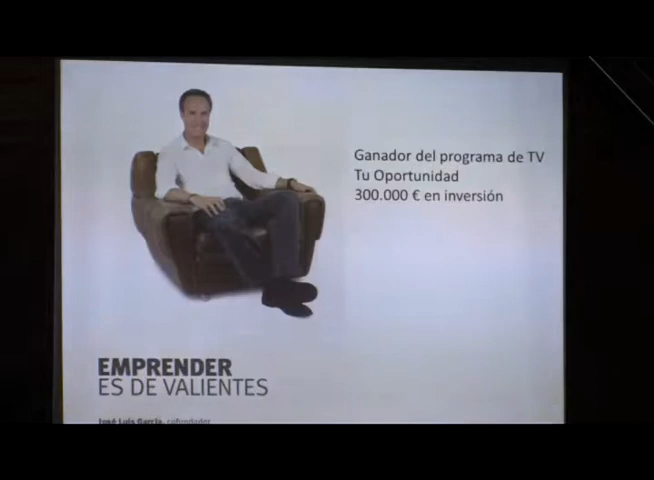 Ganador del programa de TV
Tu Oportunidad
300.000 € en inversión
EMPRENDER
ES DE VALIENTES
José Luis García, cofundador